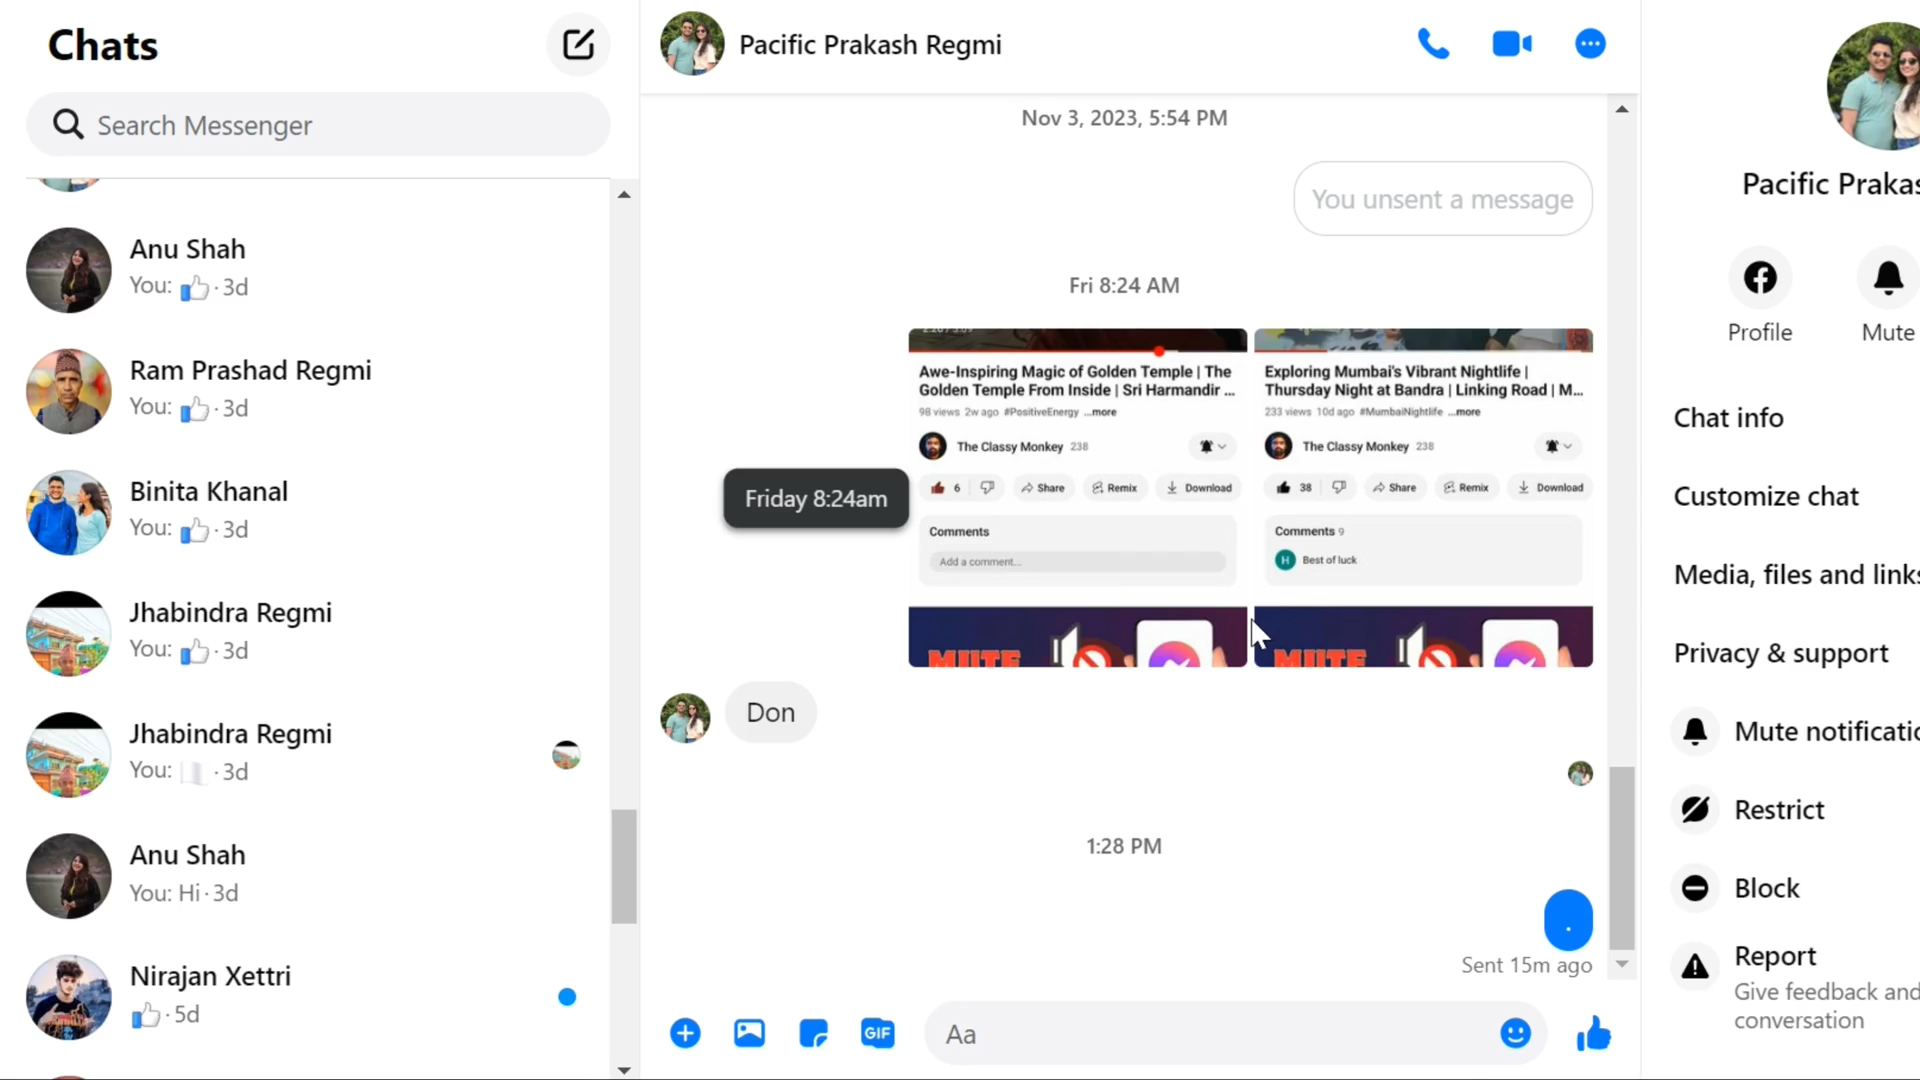 Chats
Search Messenger
Anu Shah
You: 👍 · 3d
Ram Prashad Regmi
You: 👍 · 3d
Binita Khanal
You: 👍 · 3d
Jhabindra Regmi
You: 👍 · 3d
Jhabindra Regmi
You: · 3d
Anu Shah
You: Hi · 3d
Nirajan Xettri
👍 · 5d
Pacific Prakash Regmi
Nov 3, 2023, 5:54 PM
You unsent a message
Fri 8:24 AM
Awe-Inspiring Magic of Golden Temple | The
Golden Temple From Inside | Sri Harmandir ...
98 views 2w ago #PositiveEnergy ...more
The Classy Monkey 238
6 Share Remix Download
Comments
Add a comment...
MUTE
Exploring Mumbai's Vibrant Nightlife |
Thursday Night at Bandra | Linking Road | M...
233 views 10d ago #MumbaiNightlife ...more
The Classy Monkey 238
38 Share Remix Download
Comments 9
H Best of luck
MUTE
Friday 8:24am
Don
1:28 PM
.
Sent 15m ago
GIF
Aa
Pacific Prakas
Profile
Mute
Chat info
Customize chat
Media, files and links
Privacy & support
Mute notificatio
Restrict
Block
Report
Give feedback and
conversation